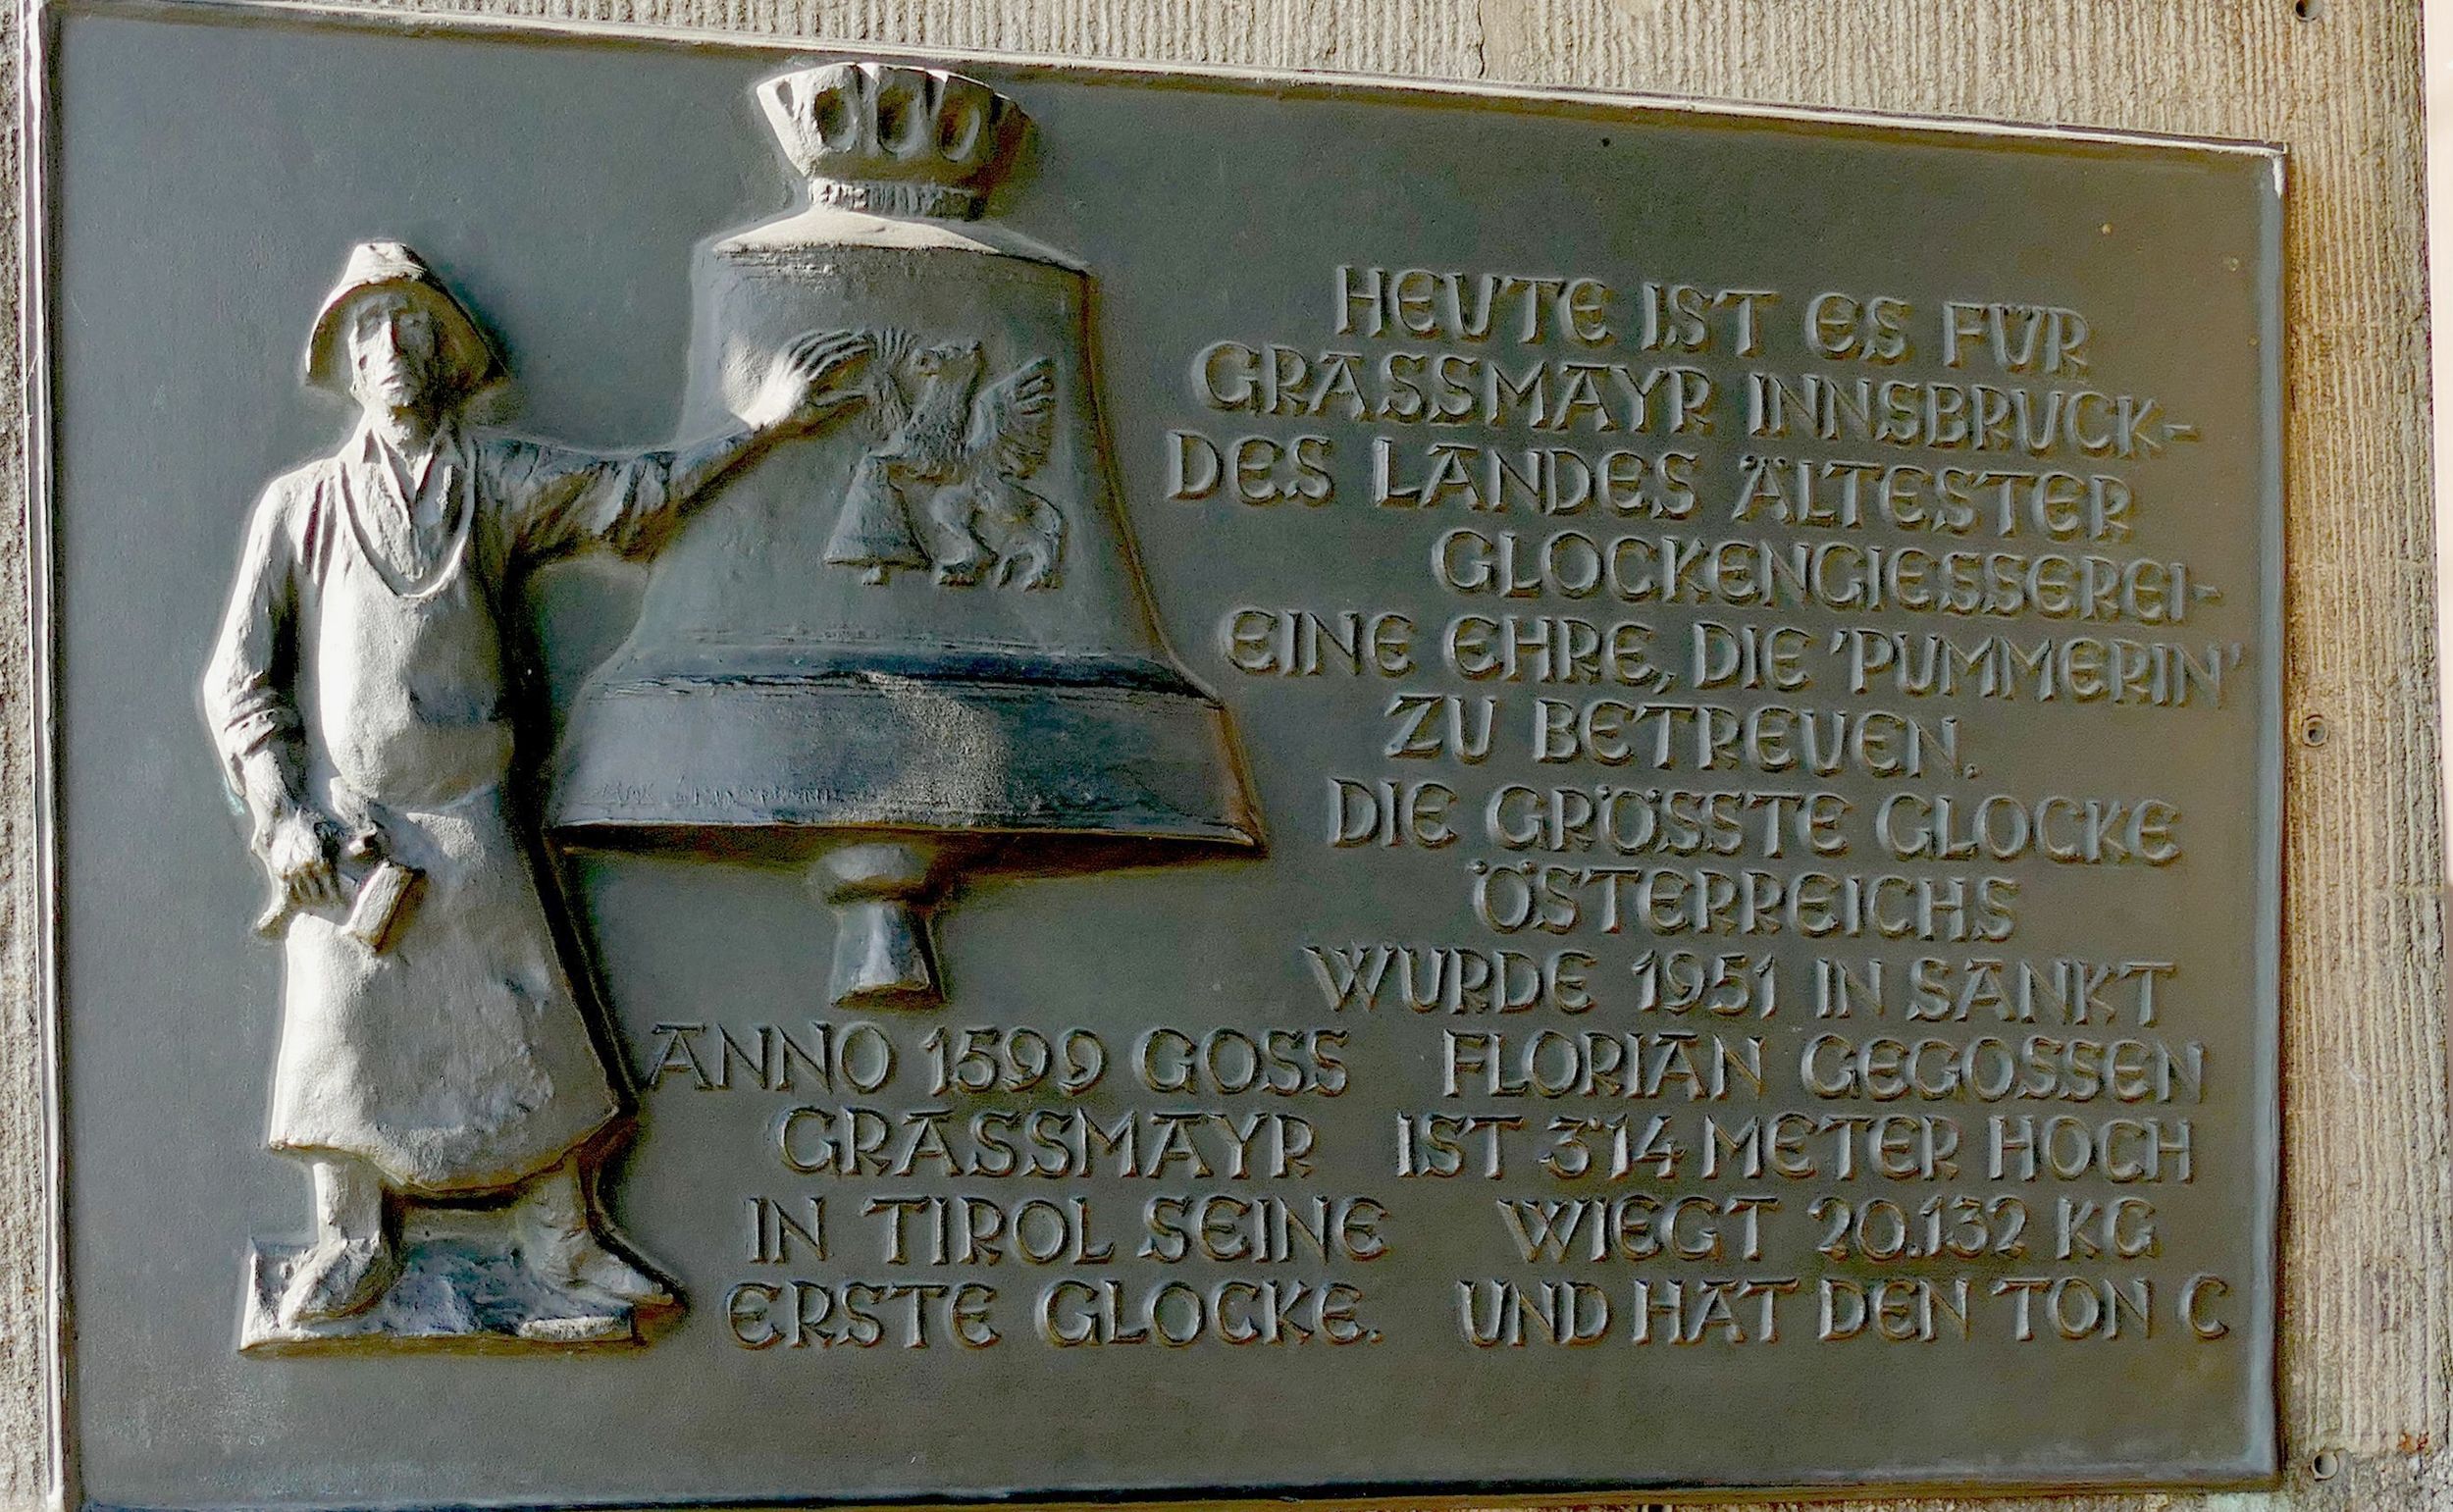 HEUTE IST ES FÜR
GRASSMAYR INNSBRUCK-
DES LANDES ÄLTESTER
GLOCKENGIESSEREI-
EINE EHRE, DIE 'PUMMERIN'
ZU BETREUEN.
DIE GRÖSSTE GLOCKE
ÖSTERREICHS
WURDE 1951 IN SANKT
FLORIAN GEGOSSEN
IST 3'14 METER HOCH
WIEGT 20.132 KG
UND HAT DEN TON C
ANNO 1599 GOSS
GRASSMAYR
IN TIROL SEINE
ERSTE GLOCKE.